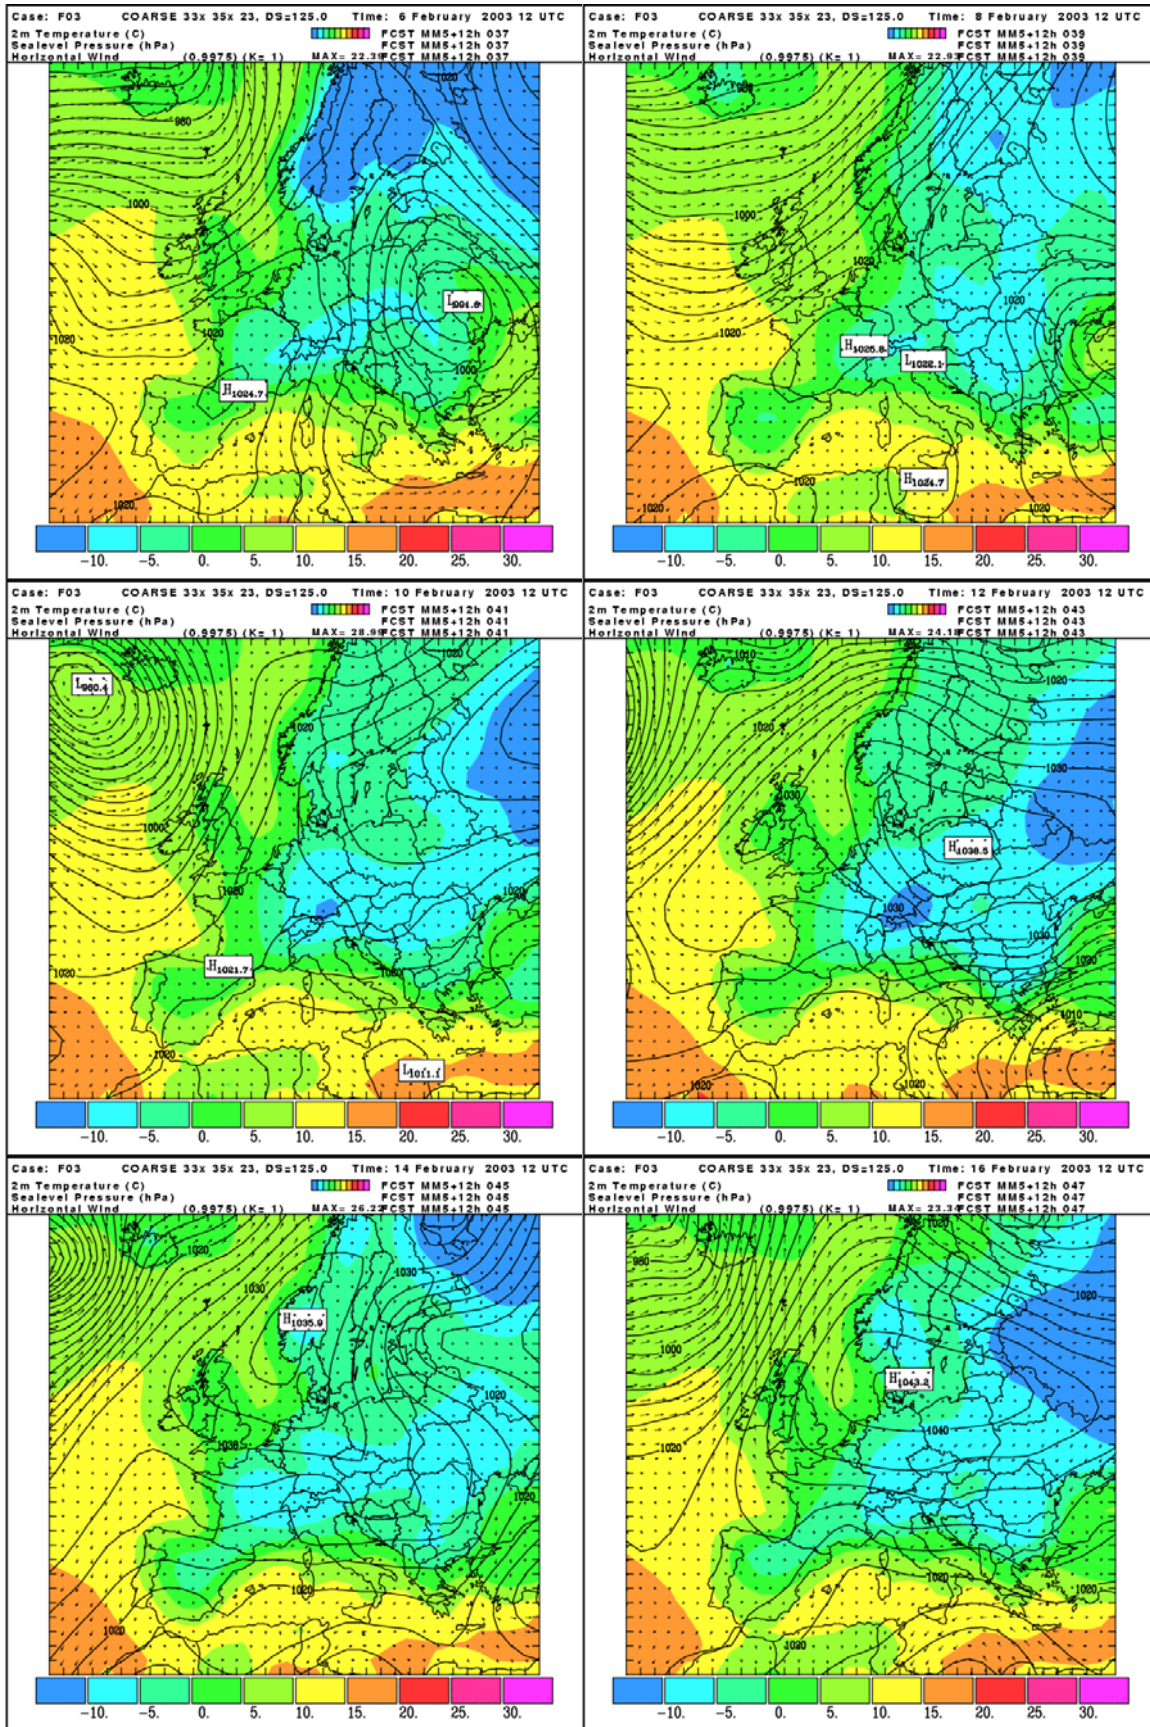 Case: F03 COARSE 33x 35x 23, DS=125.0 Time: 6 February 2003 12 UTC
2m Temperature (C) FCST MM5+12h 037
Sealevel Pressure (hPa) FCST MM5+12h 037
Horizontal Wind (0.9975) (K= 1) MAX= 22.39 FCST MM5+12h 037
1020
980
1000
L 991.8
1020
1020
1000
H 1024.7
1020
-10. -5. 0. 5. 10. 15. 20. 25. 30.
Case: F03 COARSE 33x 35x 23, DS=125.0 Time: 8 February 2003 12 UTC
2m Temperature (C) FCST MM5+12h 039
Sealevel Pressure (hPa) FCST MM5+12h 039
Horizontal Wind (0.9975) (K= 1) MAX= 22.93 FCST MM5+12h 039
1000
1020
1020
H 1025.8
L 1022.1
1020
H 1024.7
1020
1020
-10. -5. 0. 5. 10. 15. 20. 25. 30.
Case: F03 COARSE 33x 35x 23, DS=125.0 Time: 10 February 2003 12 UTC
2m Temperature (C) FCST MM5+12h 041
Sealevel Pressure (hPa) FCST MM5+12h 041
Horizontal Wind (0.9975) (K= 1) FCST MM5+12h 041
1020
L 960.4
1020
1000
1020
1020
H 1021.7
1020
1020
1020
L 1011.1
-10. -5. 0. 5. 10. 15. 20. 25. 30.
Case: F03 COARSE 33x 35x 23, DS=125.0 Time: 12 February 2003 12 UTC
2m Temperature (C) FCST MM5+12h 043
Sealevel Pressure (hPa) FCST MM5+12h 043
Horizontal Wind (0.9975) (K= 1) MAX= 24.18 FCST MM5+12h 043
1010
1020
1020
1030
1030
H 1038.5
1030
1030
1020
1010
1020
1020
-10. -5. 0. 5. 10. 15. 20. 25. 30.
Case: F03 COARSE 33x 35x 23, DS=125.0 Time: 14 February 2003 12 UTC
2m Temperature (C) FCST MM5+12h 045
Sealevel Pressure (hPa) FCST MM5+12h 045
Horizontal Wind (0.9975) (K= 1) MAX= 26.22 FCST MM5+12h 045
1020
1030
1030
H 1035.9
1020
1030
1020
1020
1020
-10. -5. 0. 5. 10. 15. 20. 25. 30.
Case: F03 COARSE 33x 35x 23, DS=125.0 Time: 16 February 2003 12 UTC
2m Temperature (C) FCST MM5+12h 047
Sealevel Pressure (hPa) FCST MM5+12h 047
Horizontal Wind (0.9975) (K= 1) MAX= 23.34 FCST MM5+12h 047
1020
980
1020
1000
H 1043.2
1040
1020
1020
1020
-10. -5. 0. 5. 10. 15. 20. 25. 30.